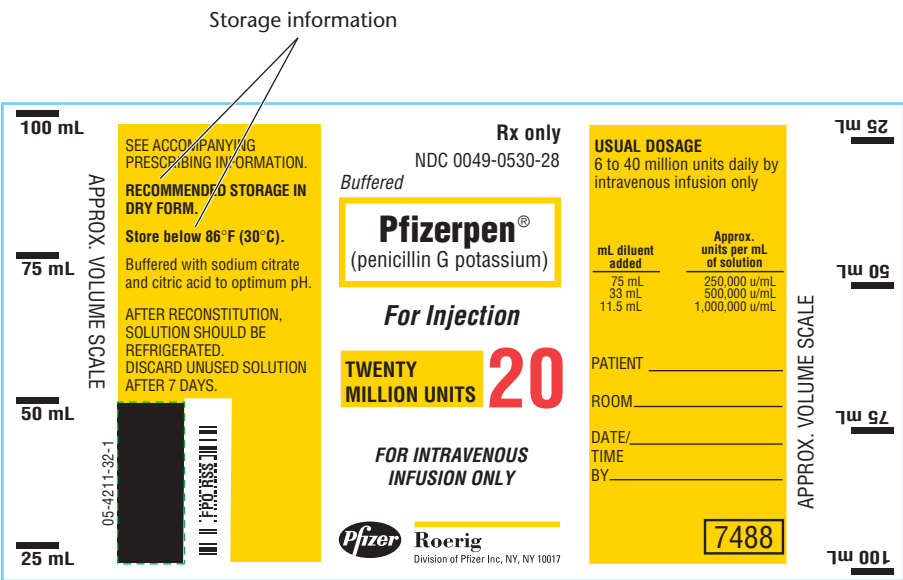 Storage information
100 mL
75 mL
50 mL
25 mL
APPROX. VOLUME SCALE
SEE ACCOMPANYING
PRESCRIBING INFORMATION.
RECOMMENDED STORAGE IN
DRY FORM.
Store below 86°F (30°C).
Buffered with sodium citrate
and citric acid to optimum pH.
AFTER RECONSTITUTION,
SOLUTION SHOULD BE
REFRIGERATED.
DISCARD UNUSED SOLUTION
AFTER 7 DAYS.
05-4211-32-1
FPO RSS
Rx only
NDC 0049-0530-28
Buffered
Pfizerpen®
(penicillin G potassium)
For Injection
TWENTY
MILLION UNITS
20
FOR INTRAVENOUS
INFUSION ONLY
Pfizer
Roerig
Division of Pfizer Inc, NY, NY 10017
USUAL DOSAGE
6 to 40 million units daily by
intravenous infusion only
mL diluent added Approx. units per mL of solution
75 mL 250,000 u/mL
33 mL 500,000 u/mL
11.5 mL 1,000,000 u/mL
PATIENT
ROOM
DATE/
TIME
BY
7488
APPROX. VOLUME SCALE
25 mL
50 mL
75 mL
100 mL